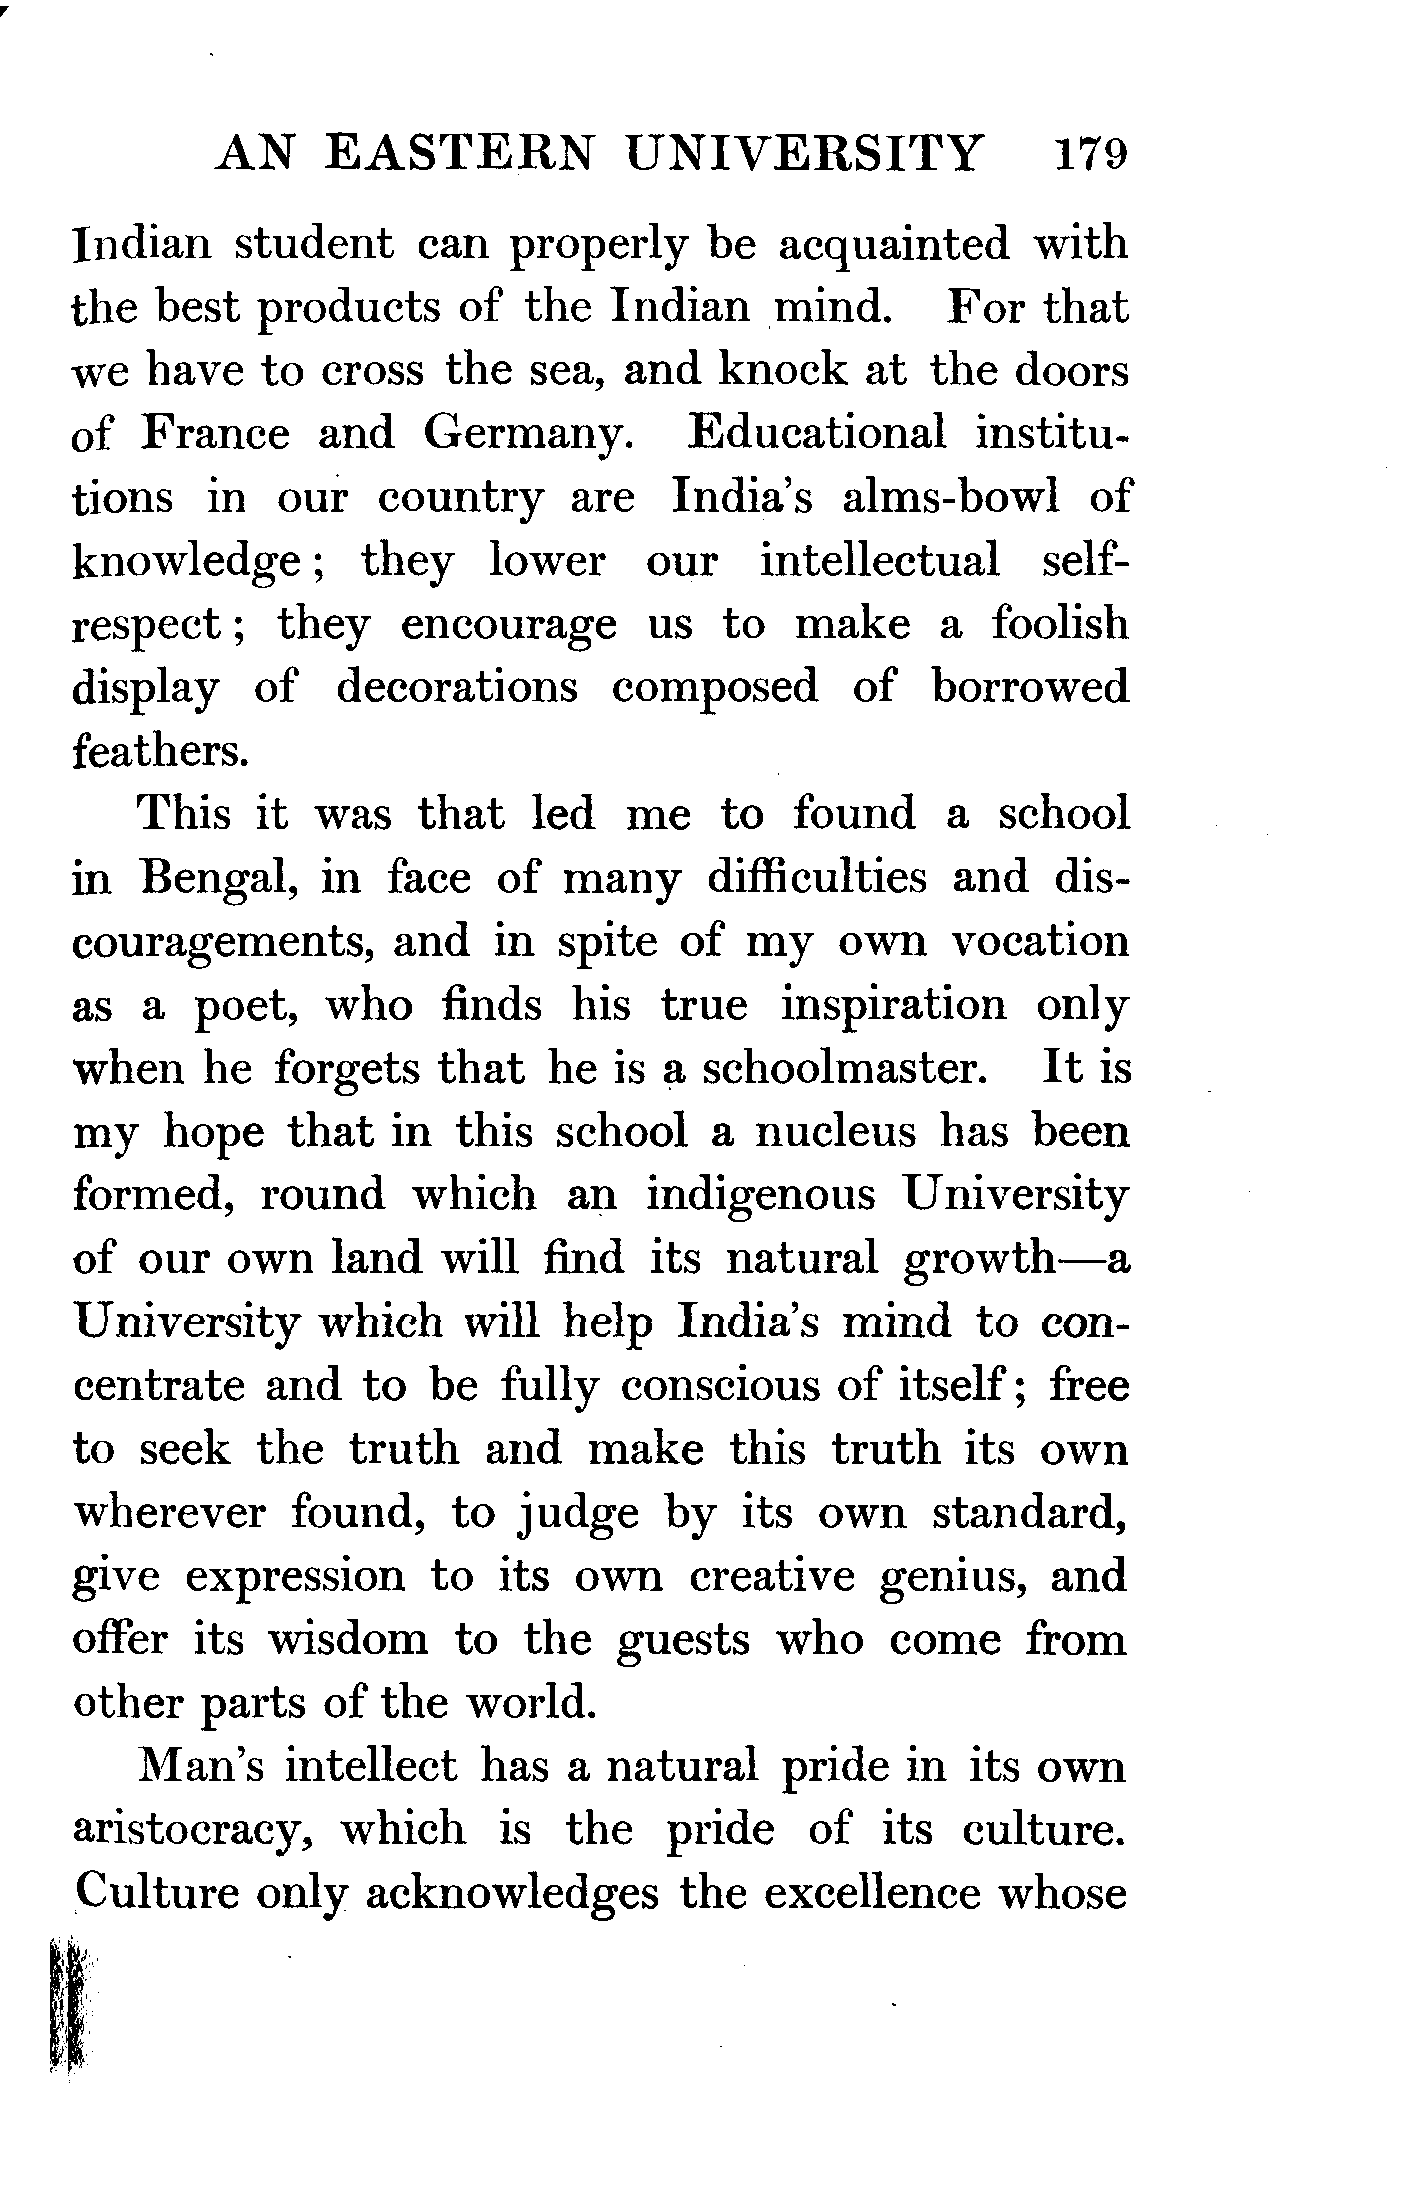 AN EASTERN UNIVERSITY 179
Indian student can properly be acquainted with
the best products of the Indian mind. For that
we have to cross the sea, and knock at the doors
of France and Germany. Educational institu-
tions in our country are India's alms-bowl of
knowledge ; they lower our intellectual self-
respect ; they encourage us to make a foolish
display of decorations composed of borrowed
feathers.
This it was that led me to found a school
in Bengal, in face of many difficulties and dis-
couragements, and in spite of my own vocation
as a poet, who finds his true inspiration only
when he forgets that he is a schoolmaster. It is
my hope that in this school a nucleus has been
formed, round which an indigenous University
of our own land will find its natural growth—a
University which will help India's mind to con-
centrate and to be fully conscious of itself ; free
to seek the truth and make this truth its own
wherever found, to judge by its own standard,
give expression to its own creative genius, and
offer its wisdom to the guests who come from
other parts of the world.
Man's intellect has a natural pride in its own
aristocracy, which is the pride of its culture.
Culture only acknowledges the excellence whose